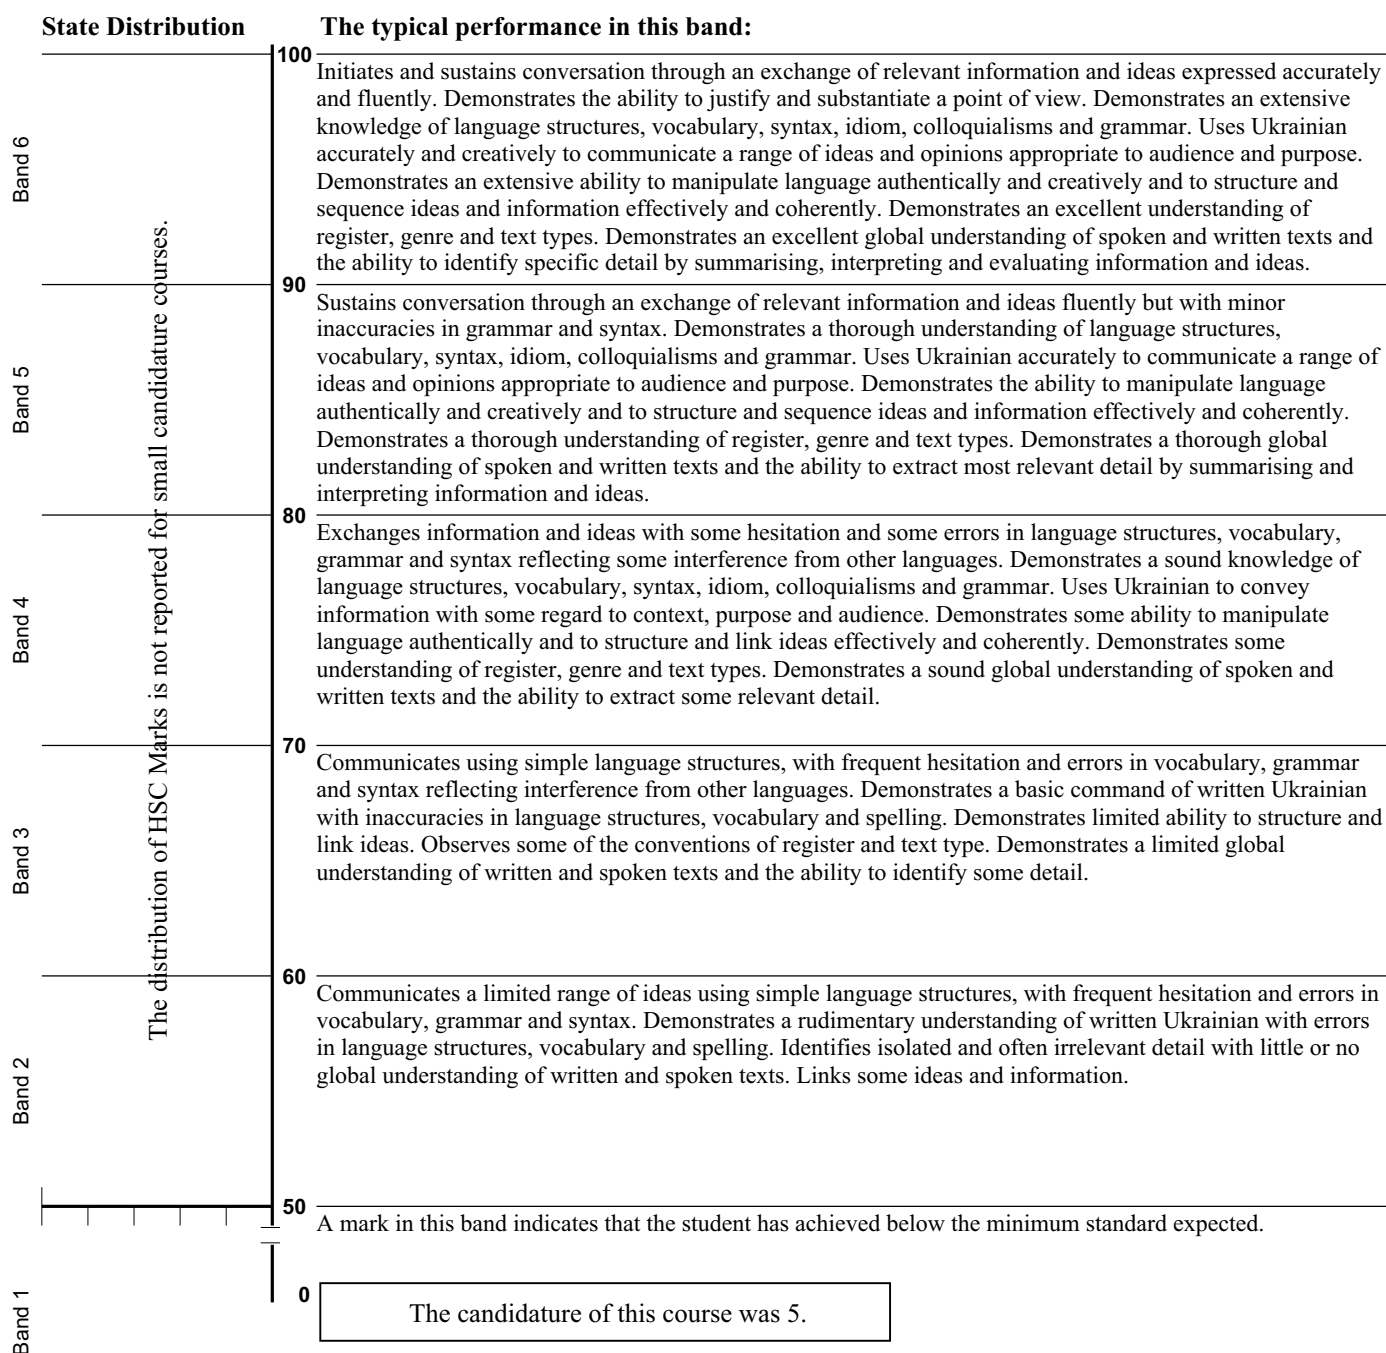 State Distribution
The typical performance in this band:
100
Band 6
Initiates and sustains conversation through an exchange of relevant information and ideas expressed accurately
and fluently. Demonstrates the ability to justify and substantiate a point of view. Demonstrates an extensive
knowledge of language structures, vocabulary, syntax, idiom, colloquialisms and grammar. Uses Ukrainian
accurately and creatively to communicate a range of ideas and opinions appropriate to audience and purpose.
Demonstrates an extensive ability to manipulate language authentically and creatively and to structure and
sequence ideas and information effectively and coherently. Demonstrates an excellent understanding of
register, genre and text types. Demonstrates an excellent global understanding of spoken and written texts and
the ability to identify specific detail by summarising, interpreting and evaluating information and ideas.
The distribution of HSC Marks is not reported for small candidature courses.
90
Band 5
Sustains conversation through an exchange of relevant information and ideas fluently but with minor
inaccuracies in grammar and syntax. Demonstrates a thorough understanding of language structures,
vocabulary, syntax, idiom, colloquialisms and grammar. Uses Ukrainian accurately to communicate a range of
ideas and opinions appropriate to audience and purpose. Demonstrates the ability to manipulate language
authentically and creatively and to structure and sequence ideas and information effectively and coherently.
Demonstrates a thorough understanding of register, genre and text types. Demonstrates a thorough global
understanding of spoken and written texts and the ability to extract most relevant detail by summarising and
interpreting information and ideas.
80
Band 4
Exchanges information and ideas with some hesitation and some errors in language structures, vocabulary,
grammar and syntax reflecting some interference from other languages. Demonstrates a sound knowledge of
language structures, vocabulary, syntax, idiom, colloquialisms and grammar. Uses Ukrainian to convey
information with some regard to context, purpose and audience. Demonstrates some ability to manipulate
language authentically and to structure and link ideas effectively and coherently. Demonstrates some
understanding of register, genre and text types. Demonstrates a sound global understanding of spoken and
written texts and the ability to extract some relevant detail.
70
Band 3
Communicates using simple language structures, with frequent hesitation and errors in vocabulary, grammar
and syntax reflecting interference from other languages. Demonstrates a basic command of written Ukrainian
with inaccuracies in language structures, vocabulary and spelling. Demonstrates limited ability to structure and
link ideas. Observes some of the conventions of register and text type. Demonstrates a limited global
understanding of written and spoken texts and the ability to identify some detail.
60
Band 2
Communicates a limited range of ideas using simple language structures, with frequent hesitation and errors in
vocabulary, grammar and syntax. Demonstrates a rudimentary understanding of written Ukrainian with errors
in language structures, vocabulary and spelling. Identifies isolated and often irrelevant detail with little or no
global understanding of written and spoken texts. Links some ideas and information.
50
A mark in this band indicates that the student has achieved below the minimum standard expected.
0
Band 1
The candidature of this course was 5.